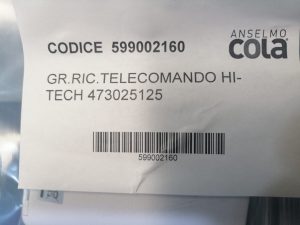 CODICE 599002160
ANSELMO
cola
GR.RIC.TELECOMANDO HI-
TECH 473025125
599002160